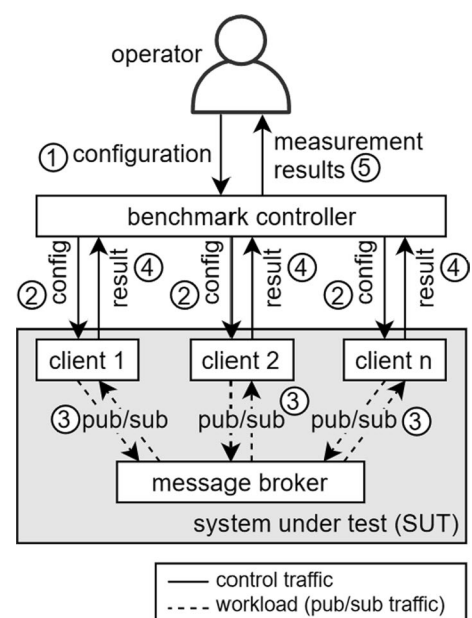 operator
① configuration
measurement
results ⑤
benchmark controller
② config
result ④
② config
result ④
② config
result ④
client 1
client 2
client n
③ pub/sub
pub/sub ③
pub/sub ③
message broker
system under test (SUT)
control traffic
workload (pub/sub traffic)